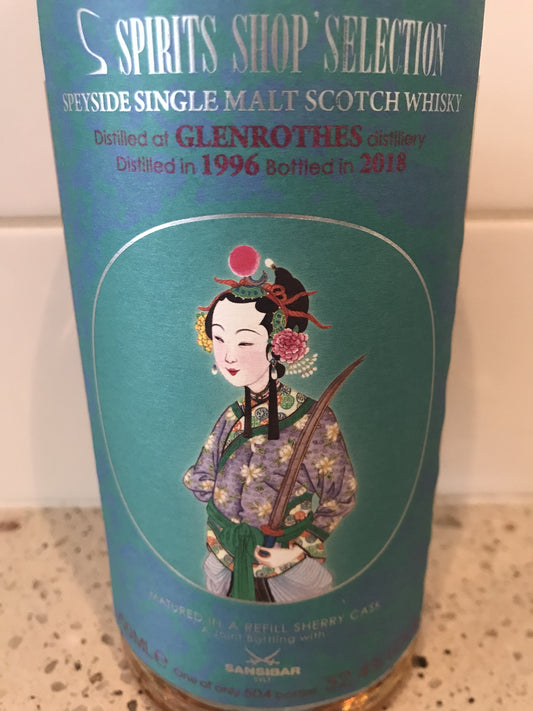 S SPIRITS SHOP' SELECTION
SPEYSIDE SINGLE MALT SCOTCH WHISKY
Distilled at GLENROTHES distillery
Distilled in 1996 Bottled in 2018
MATURED IN A REFILL SHERRY CASK
A Joint Bottling with
SANSIBAR
SYLT
one of only 504 bottles